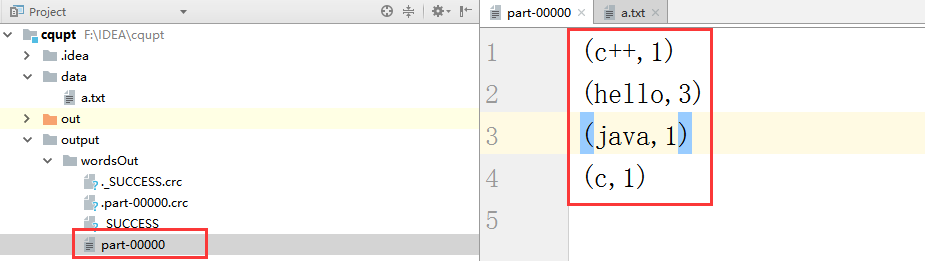 Project
cqupt F:\IDEA\cqupt
.idea
data
a.txt
out
output
wordsOut
._SUCCESS.crc
.part-00000.crc
_SUCCESS
part-00000
part-00000 a.txt
1 (c++,1)
2 (hello,3)
3 (java,1)
4 (c,1)
5